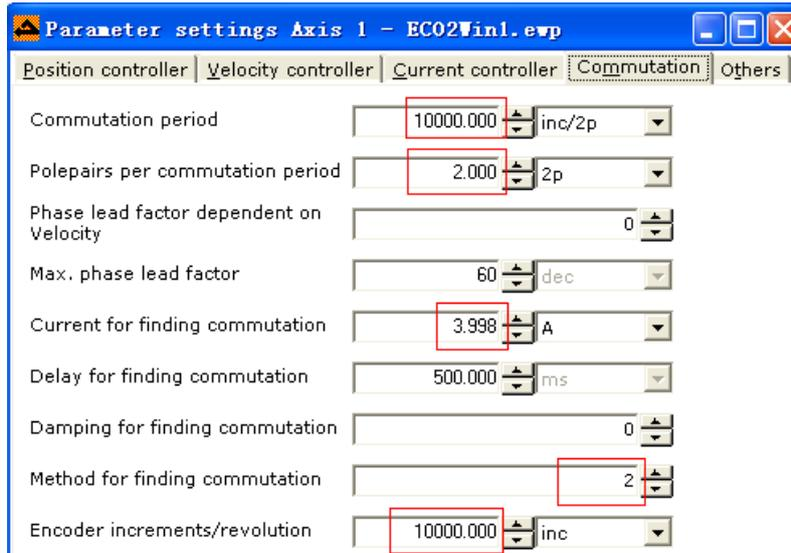 Parameter settings Axis 1 - ECO2Win1.ewp
Position controller Velocity controller Current controller Commutation Others
Commutation period 10000.000 inc/2p
Polepairs per commutation period 2.000 2p
Phase lead factor dependent on
Velocity 0
Max. phase lead factor 60 dec
Current for finding commutation 3.998 A
Delay for finding commutation 500.000 ms
Damping for finding commutation 0
Method for finding commutation 2
Encoder increments/revolution 10000.000 inc